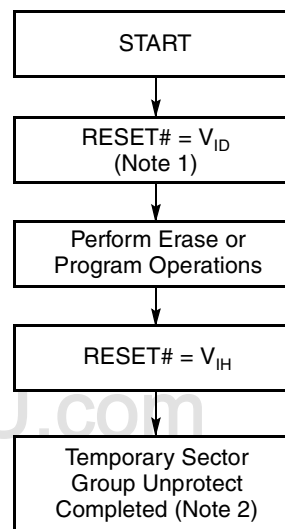 START
RESET# = VID
(Note 1)
Perform Erase or
Program Operations
RESET# = VIH
U.com
Temporary Sector
Group Unprotect
Completed (Note 2)